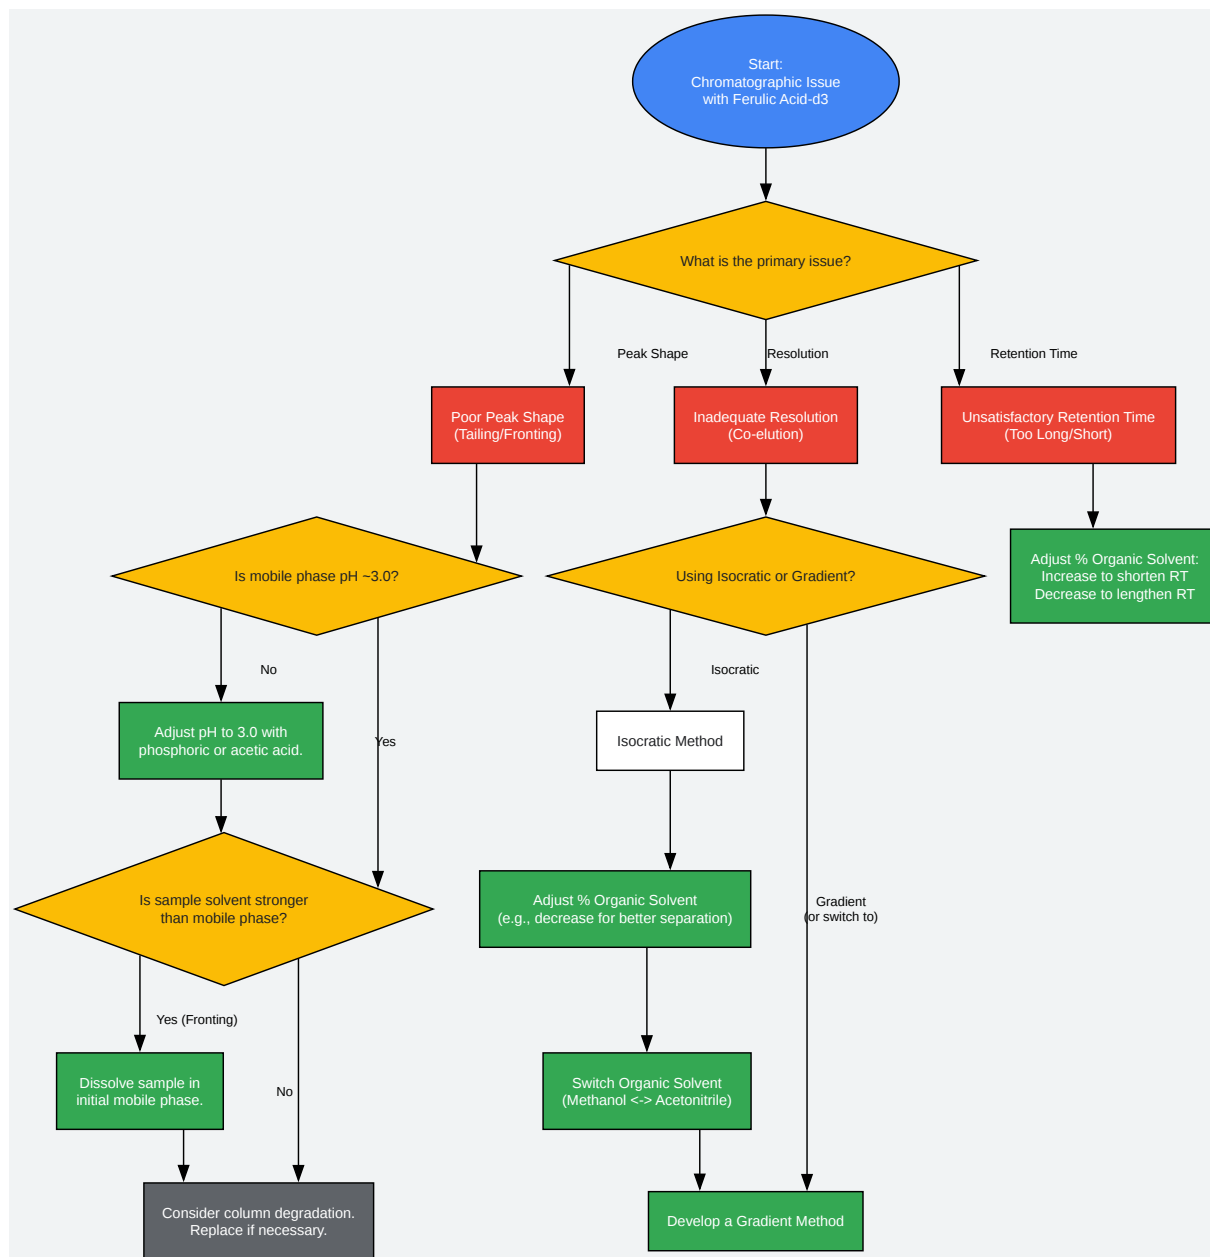 Start:
Chromatographic Issue
with Ferulic Acid-d3
What is the primary issue?
Peak Shape
Resolution
Retention Time
Poor Peak Shape
(Tailing/Fronting)
Inadequate Resolution
(Co-elution)
Unsatisfactory Retention Time
(Too Long/Short)
Is mobile phase pH ~3.0?
Using Isocratic or Gradient?
Adjust % Organic Solvent:
Increase to shorten RT
Decrease to lengthen RT
No
Isocratic
Adjust pH to 3.0 with
phosphoric or acetic acid.
Yes
Isocratic Method
Is sample solvent stronger
than mobile phase?
Adjust % Organic Solvent
(e.g., decrease for better separation)
Gradient
(or switch to)
Yes (Fronting)
Dissolve sample in
initial mobile phase.
No
Switch Organic Solvent
(Methanol <-> Acetonitrile)
Consider column degradation.
Replace if necessary.
Develop a Gradient Method